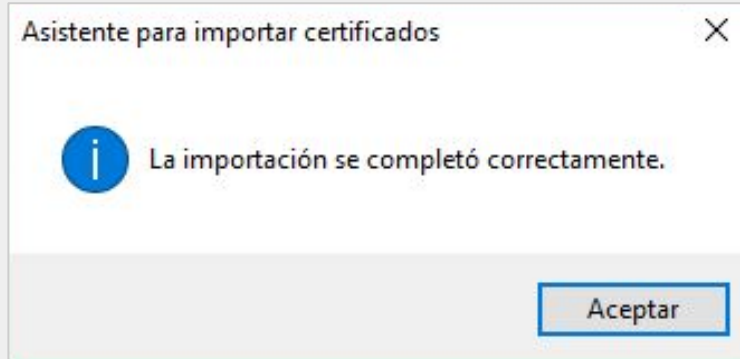 Asistente para importar certificados
La importación se completó correctamente.
Aceptar